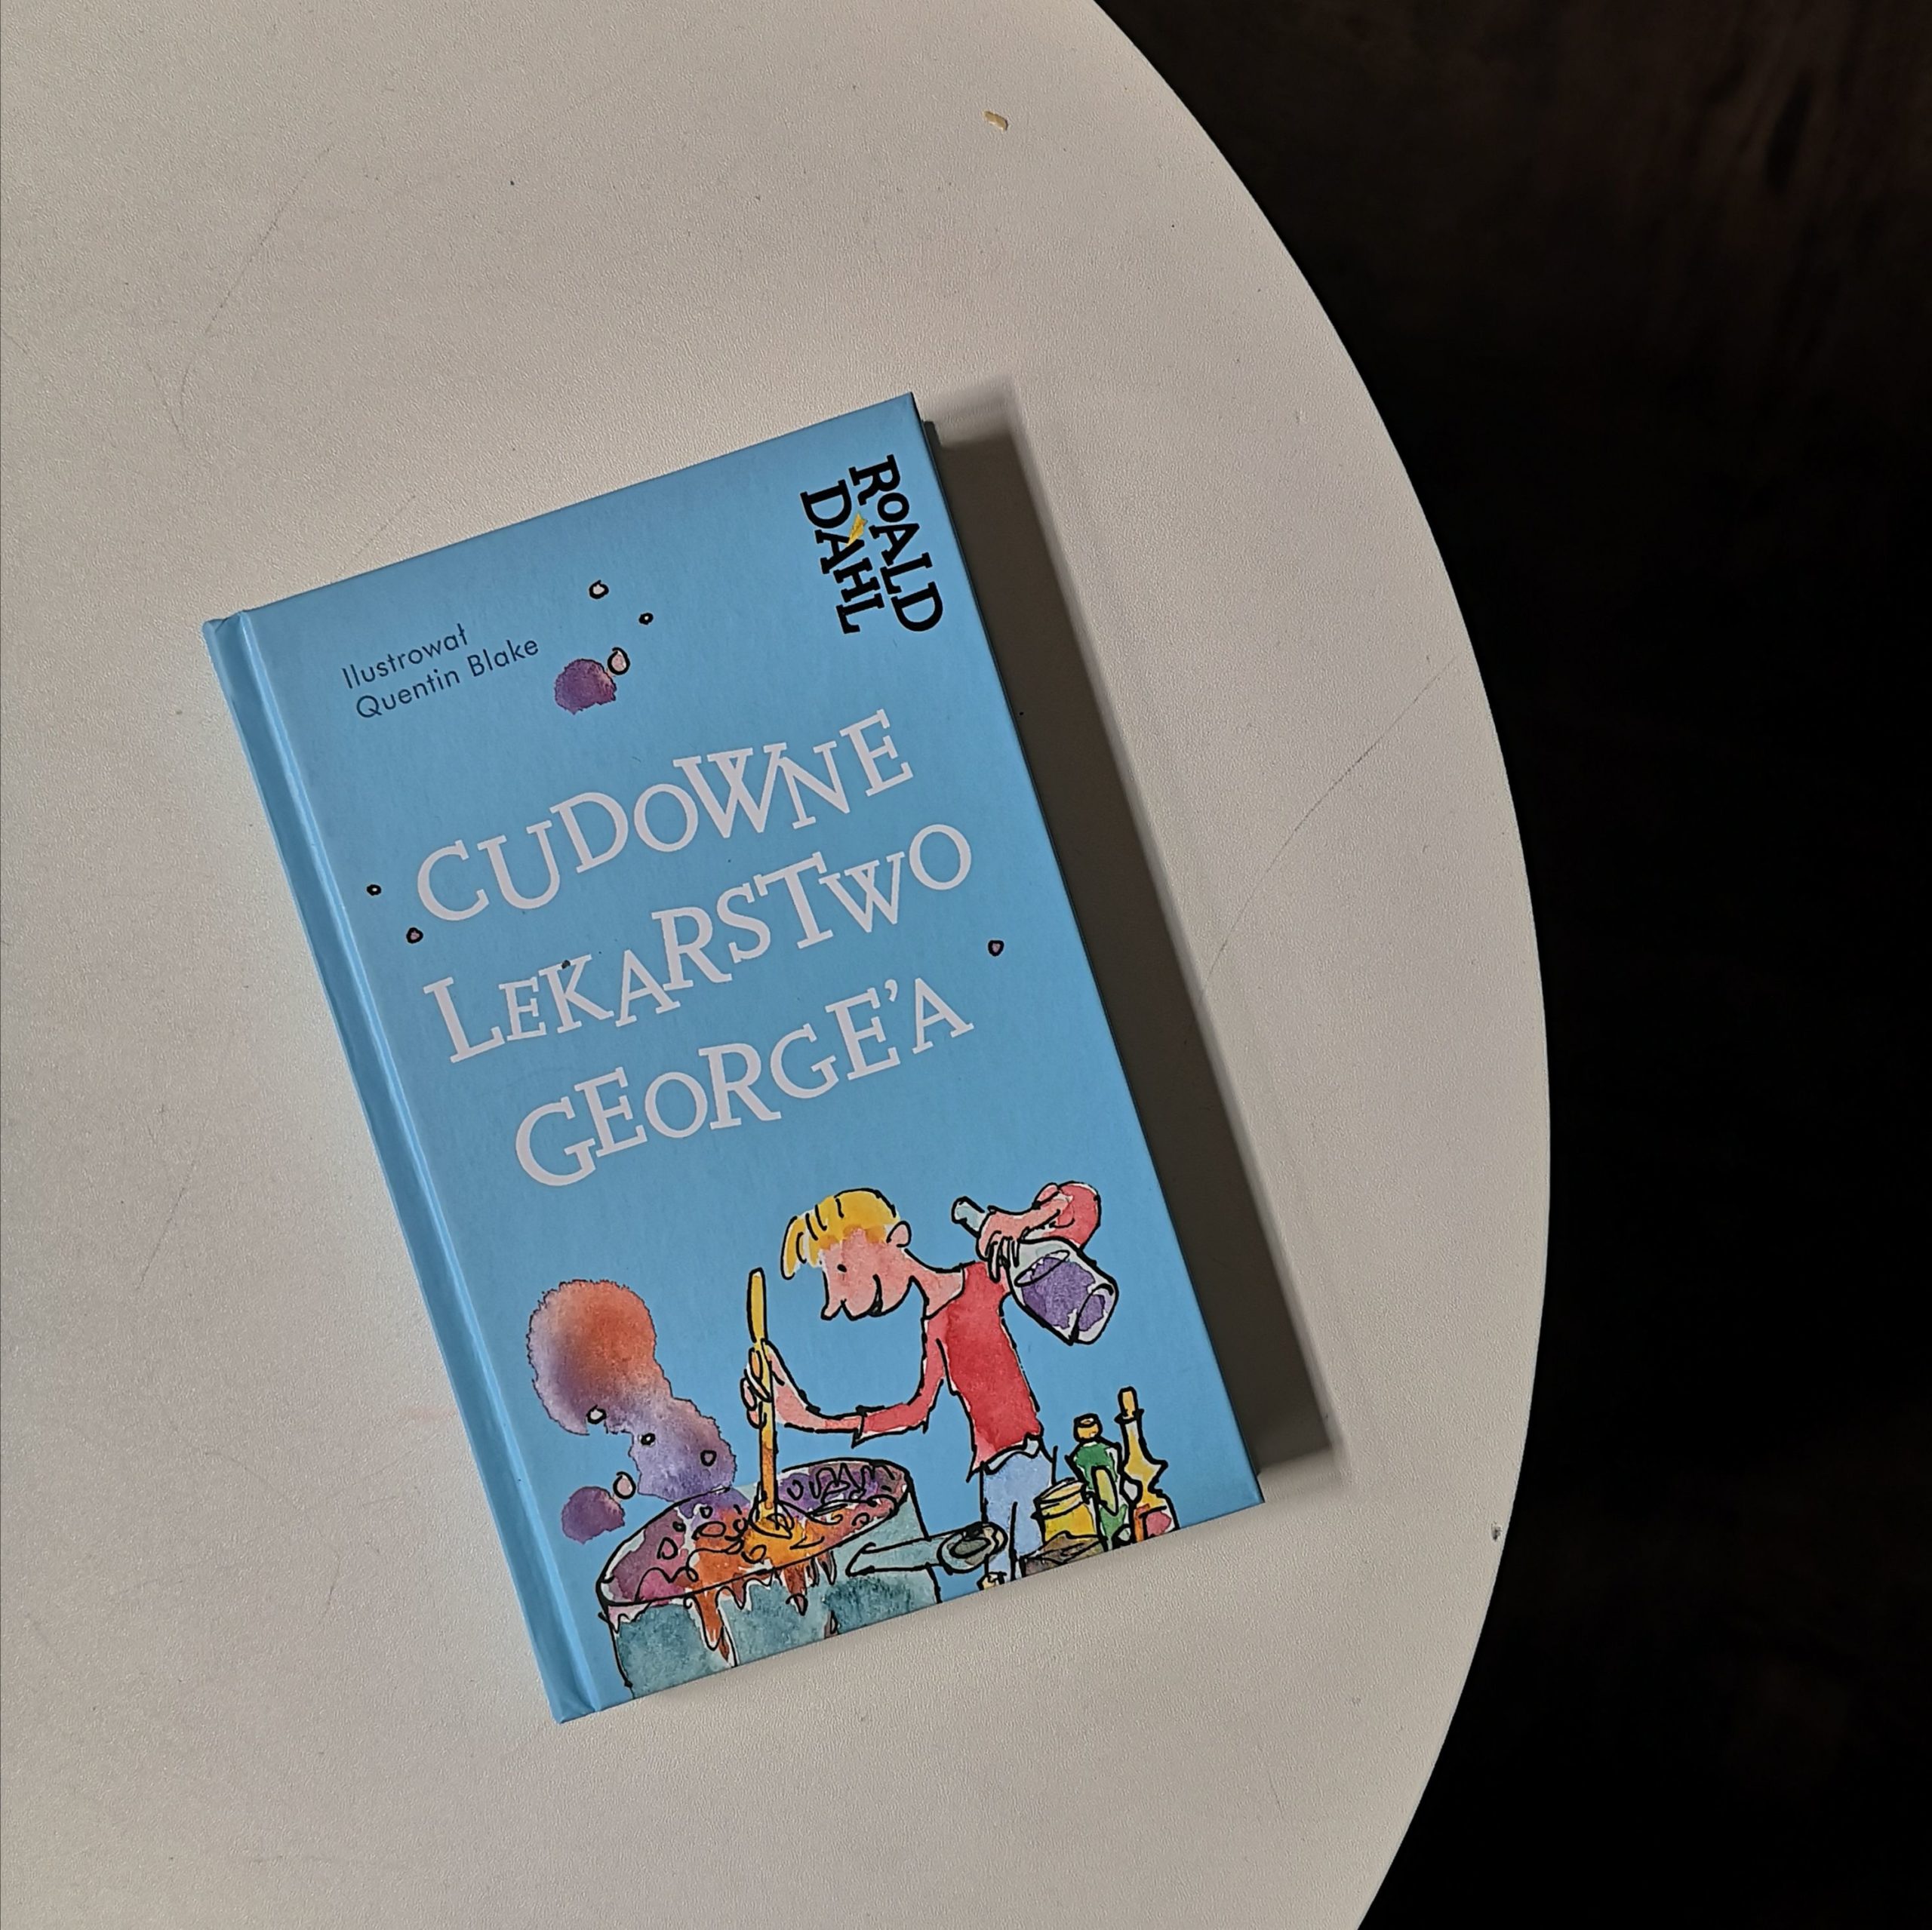 ROALD
DAHL
Ilustrował
Quentin Blake
CUDOWNE
LEKARSTWO
GEORGE'A